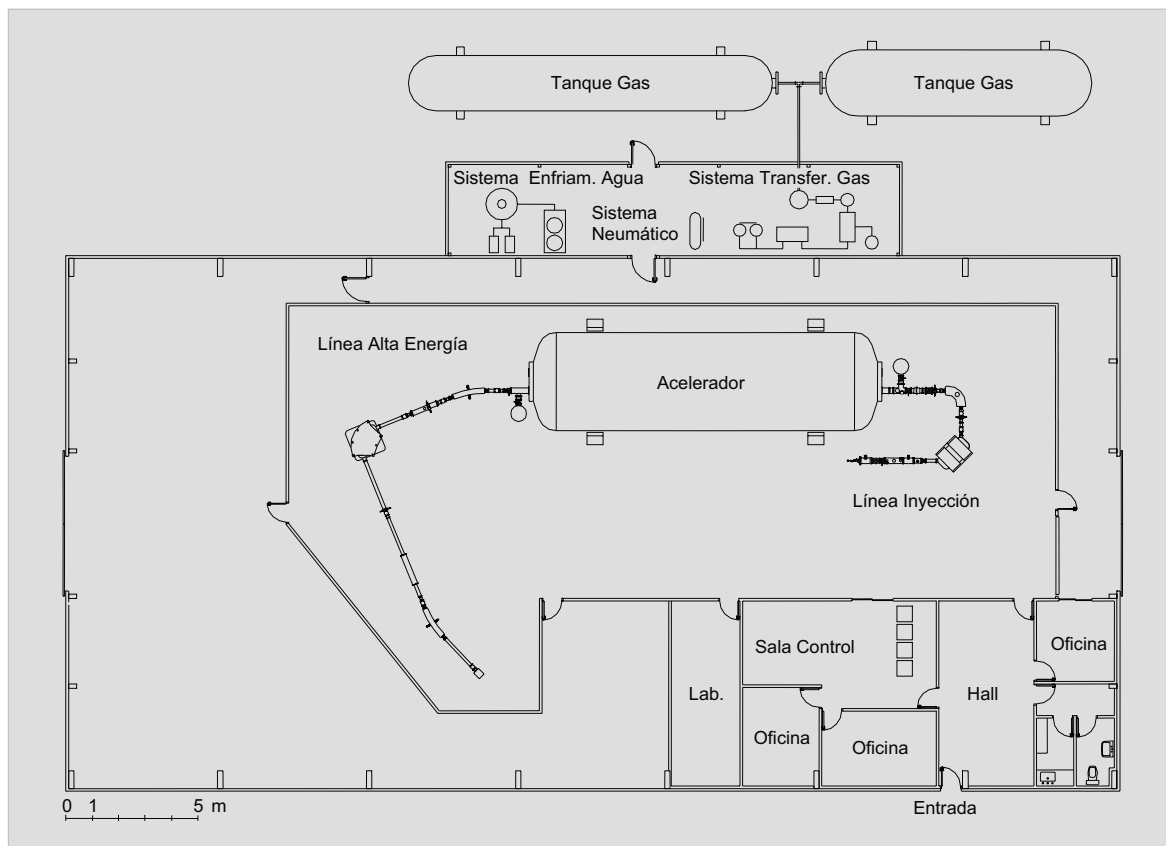 Tanque Gas
Tanque Gas
Sistema Enfriam. Agua
Sistema Transfer. Gas
Sistema
Neumático
Línea Alta Energía
Acelerador
Línea Inyección
Sala Control
Oficina
Lab.
Hall
Oficina
Oficina
0 1 5 m
Entrada